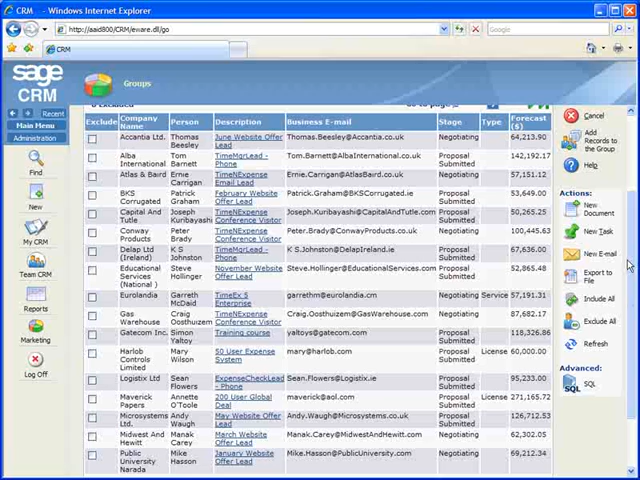 CRM - Windows Internet Explorer
http://aaid800/CRM/eware.dll/go
Google
CRM
sage
CRM
Groups
Recent
Main Menu
Administration
Find
New
My CRM
Team CRM
Reports
Marketing
Log Off
Exclude Company Name Person Description Business E-mail Stage Type Forecast ($)
Accantia Ltd. Thomas Beesley June Website Offer Lead Thomas.Beesley@Accantia.co.uk Negotiating 64,213.90
Alba International Tom Barnett TimeMgrLead - Phone Tom.Barnett@AlbaInternational.co.uk Proposal Submitted 142,192.17
Atlas & Baird Ernie Carrigan TimeNExpense Email Lead Ernie.Carrigan@AtlasBaird.co.uk Negotiating 57,151.12
BKS Corrugated Patrick Graham February Website Offer Lead Patrick.Graham@BKSCorrugated.ie Proposal Submitted 53,649.00
Capital And Tutle Joseph Kuribayashi TimeNExpense Conference Visitor Joseph.Kuribayashi@CapitalAndTutle.com Proposal Submitted 50,265.25
Conway Products Peter Brady TimeNExpense Conference Visitor Peter.Brady@ConwayProducts.co.uk Negotiating 100,445.63
Delap Ltd (Ireland) K S Johnston TimeMgrLead - Phone K S.Johnston@DelapIreland.ie Proposal Submitted 67,636.00
Educational Services (National ) Steve Hollinger November Website Offer Lead Steve.Hollinger@EducationalServices.com Proposal Submitted 52,865.48
Eurolandia Garreth McDaid TimeEx 5 Enterprise garrethm@eurolandia.cm Negotiating Service 57,191.31
Gas Warehouse Craig Oosthuizen TimeNExpense Conference Visitor Craig.Oosthuizem@GasWarehouse.com Negotiating 87,682.17
Gatecom Inc. Simon Yaltoy Training course yaltoys@gatecom.com Proposal Submitted 118,326.86
Harlob Controls Limited Mary Wilson 50 User Expense System mary@harlob.com Proposal Submitted License 60,000.00
Logistix Ltd Sean Flowers ExpenseCheckLead - Phone Sean.Flowers@Logistix.ie Proposal Submitted 95,233.00
Maverick Papers Annette O'Toole 200 User Global Deal maverick@aol.com Proposal Submitted License 271,165.72
Microsystems Ltd. Andy Waugh May Website Offer Lead Andy.Waugh@Microsystems.co.uk Proposal Submitted 126,712.53
Midwest And Hewitt Manak Carey March Website Offer Lead Manak.Carey@MidwestAndHewitt.com Negotiating 62,302.05
Public University Narada Mike Hasson January Website Offer Lead Mike.Hasson@PublicUniversity.com Negotiating 69,212.34
Cancel
Add Records to the Group
Help
Actions:
New Document
New Task
New E-mail
Export to File
Include All
Exclude All
Refresh
Advanced:
SQL
SQL